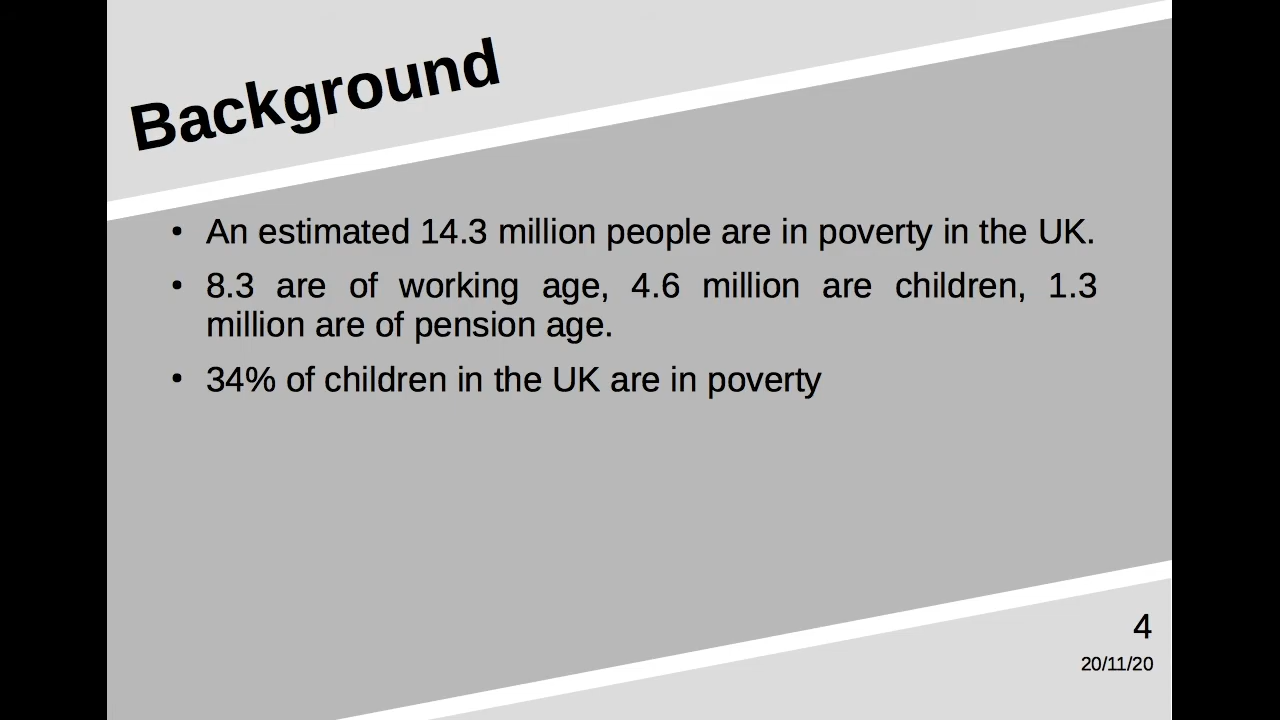 Background
• An estimated 14.3 million people are in poverty in the UK.
• 8.3 are of working age, 4.6 million are children, 1.3
million are of pension age.
• 34% of children in the UK are in poverty
4
20/11/20